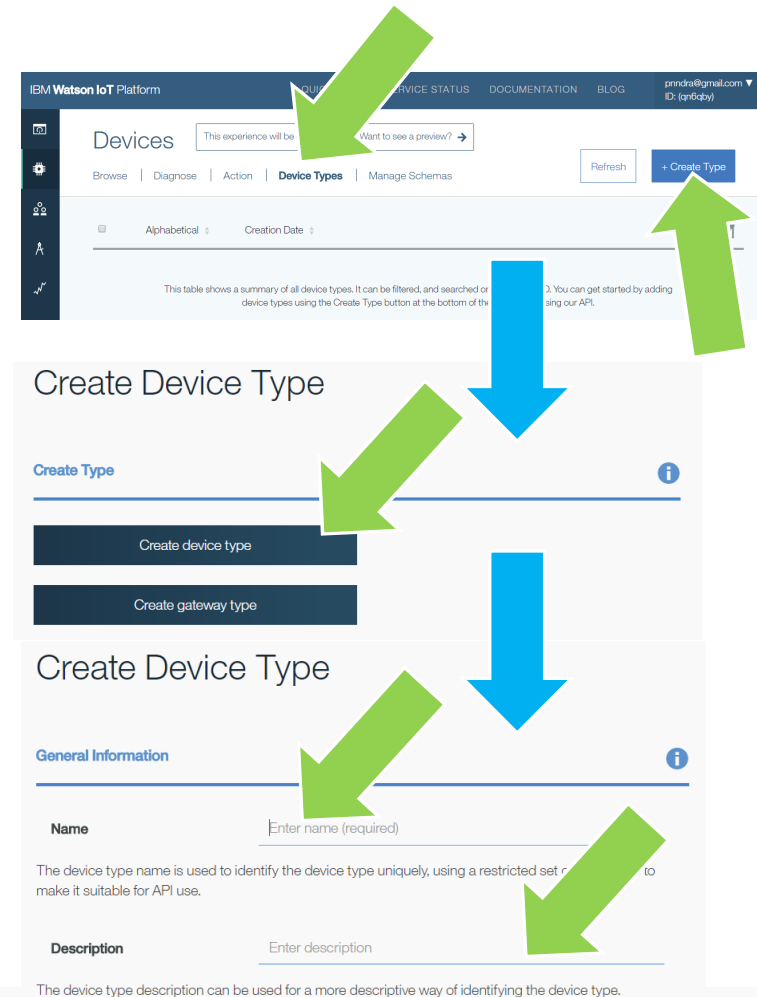 IBM Watson IoT Platform
SERVICE STATUS
DOCUMENTATION
BLOG
pnndra@gmail.com ▼
ID: (qn6qby)
Devices
This experience will be
Want to see a preview? →
Browse | Diagnose | Action | Device Types | Manage Schemas
Refresh
+ Create Type
Alphabetical
Creation Date
This table shows a summary of all device types. It can be filtered, and searched You can get started by adding
device types using the Create Type button at the bottom of the using our API.
Create Device Type
Create Type
Create device type
Create gateway type
Create Device Type
General Information
Name
Enter name (required)
The device type name is used to identify the device type uniquely, using a restricted set to
make it suitable for API use.
Description
Enter description
The device type description can be used for a more descriptive way of identifying the device type.